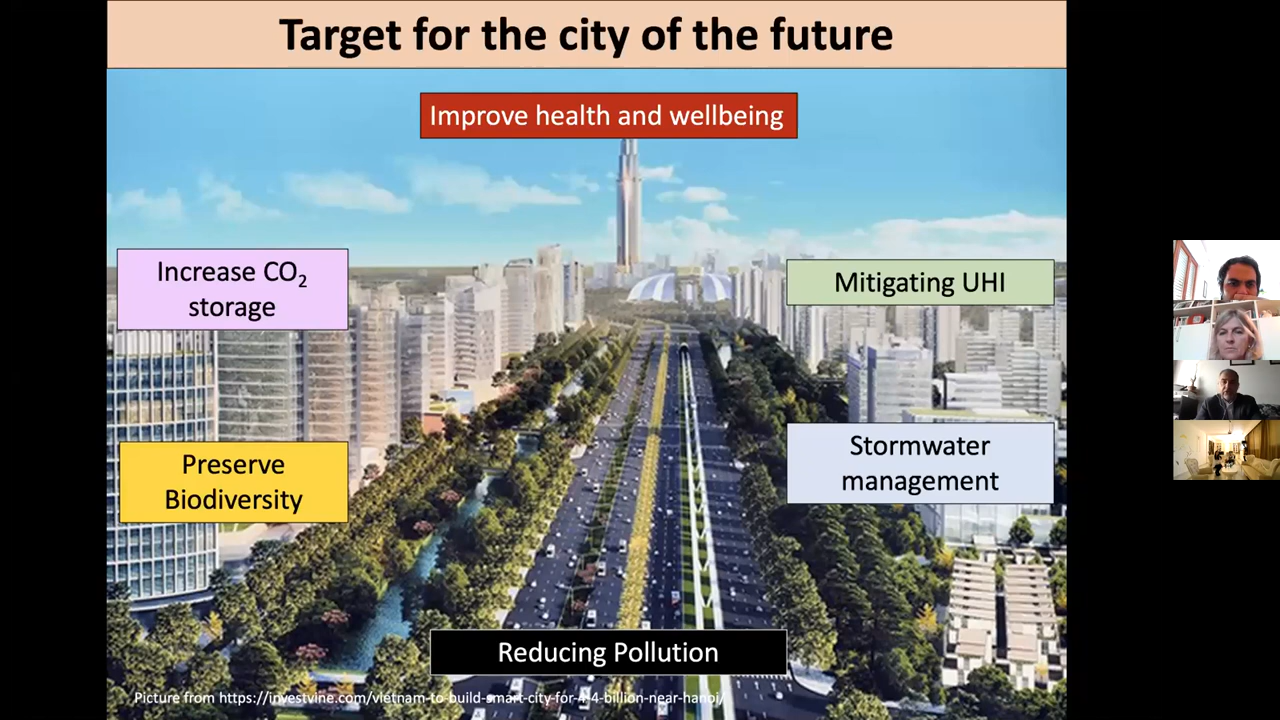 Target for the city of the future
Improve health and wellbeing
Increase CO₂
storage
Mitigating UHI
Preserve
Biodiversity
Stormwater
management
Reducing Pollution
Picture from https://investvine.com/vietnam-to-build-smart-city-for-4-4-billion-near-hanoi/